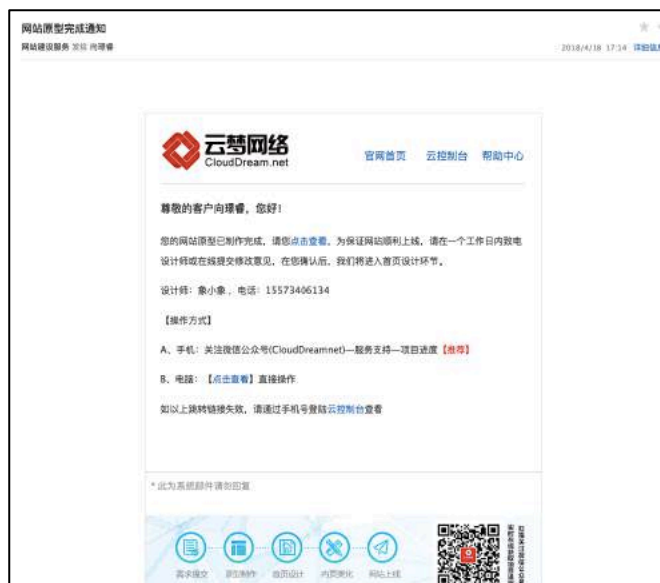 网站原型完成通知
网站建设服务 发给 向璟睿
2018/4/18 17:14 详细信息
云梦网络
CloudDream.net
官网首页 云控制台 帮助中心
尊敬的客户向璟睿,您好!
您的网站原型已制作完成,请您点击查看,为保证网站顺利上线,请在一个工作日内致电
设计师或在线提交修改意见,在您确认后,我们将进入首页设计环节。
设计师:象小象,电话:15573406134
【操作方式】
A、手机:关注微信公众号(CloudDreamnet)—服务支持—项目进度【推荐】
B、电脑:【点击查看】直接操作
如以上跳转链接失效,请通过手机号登陆云控制台查看
* 此为系统邮件请勿回复
需求提交 原型制作 首页设计 内页美化 网站上线